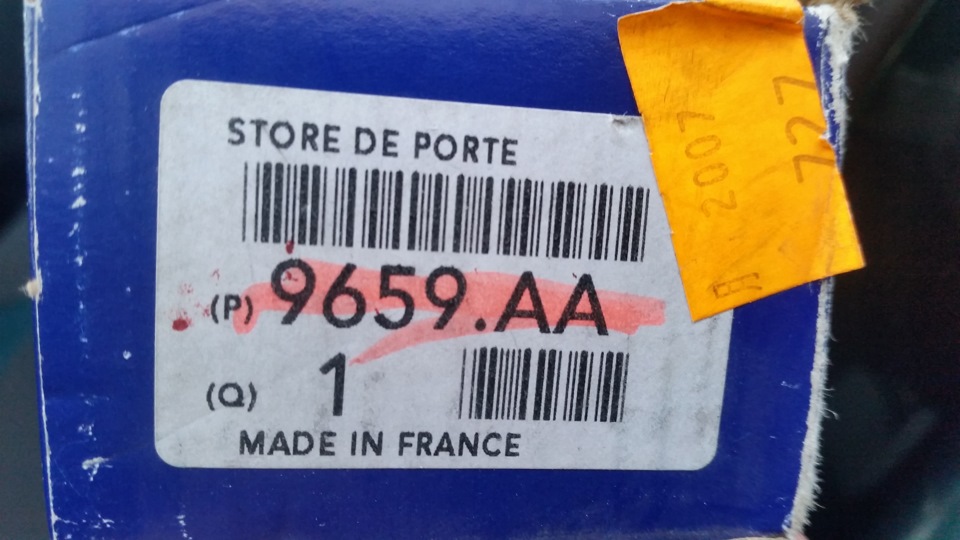 STORE DE PORTE
(P) 9659.AA
(Q) 1
MADE IN FRANCE
A 2007
727